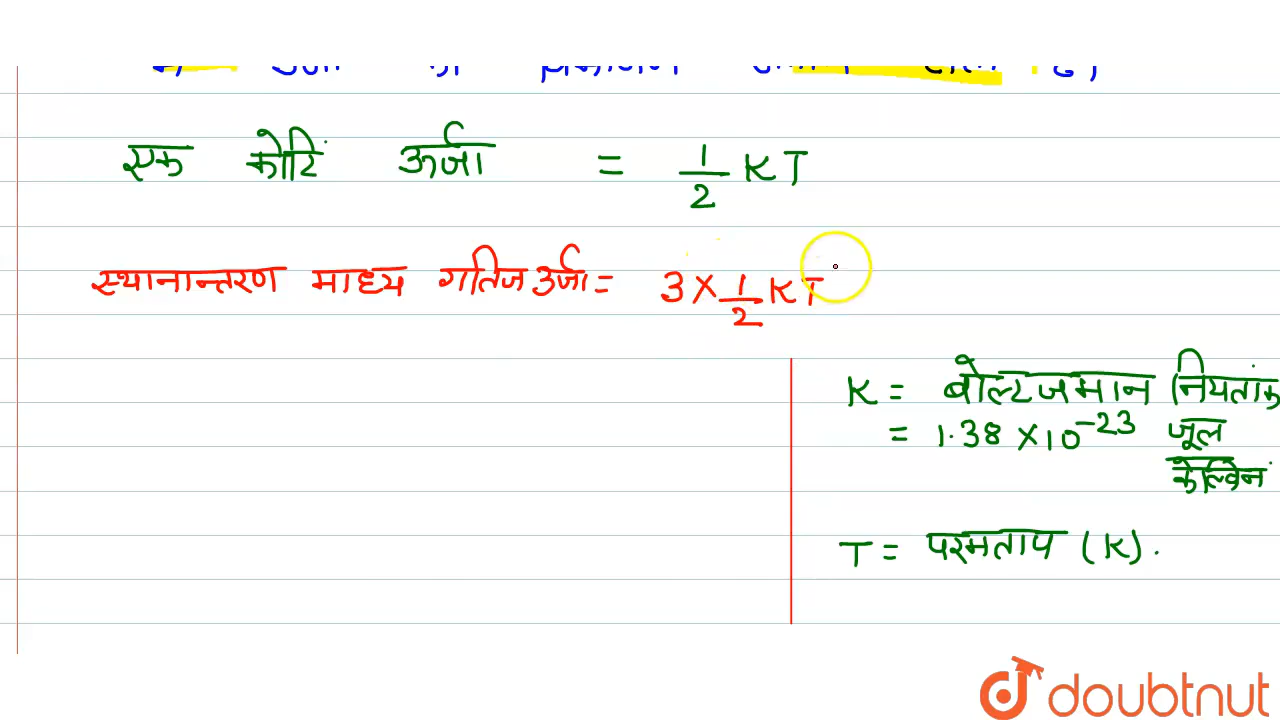 एक कोटि ऊर्जा = 1/2 KT
स्थानान्तरण माध्य गतिज उर्जा = 3 × 1/2 KT
K = बोल्टजमान नियतांक
= 1.38 × 10⁻²³ जूल/केल्विन
T = परमताप (K).
doubtnut